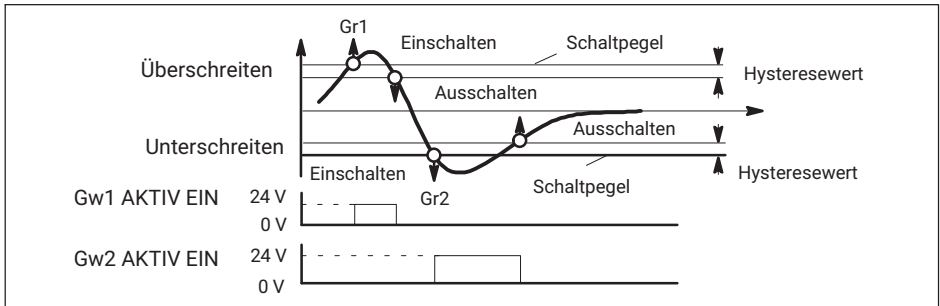 Gr1
Einschalten
Schaltpegel
Überschreiten
Hysteresewert
Ausschalten
Ausschalten
Unterschreiten
Einschalten
Gr2
Schaltpegel
Hysteresewert
Gw1 AKTIV EIN
24 V
0 V
Gw2 AKTIV EIN
24 V
0 V